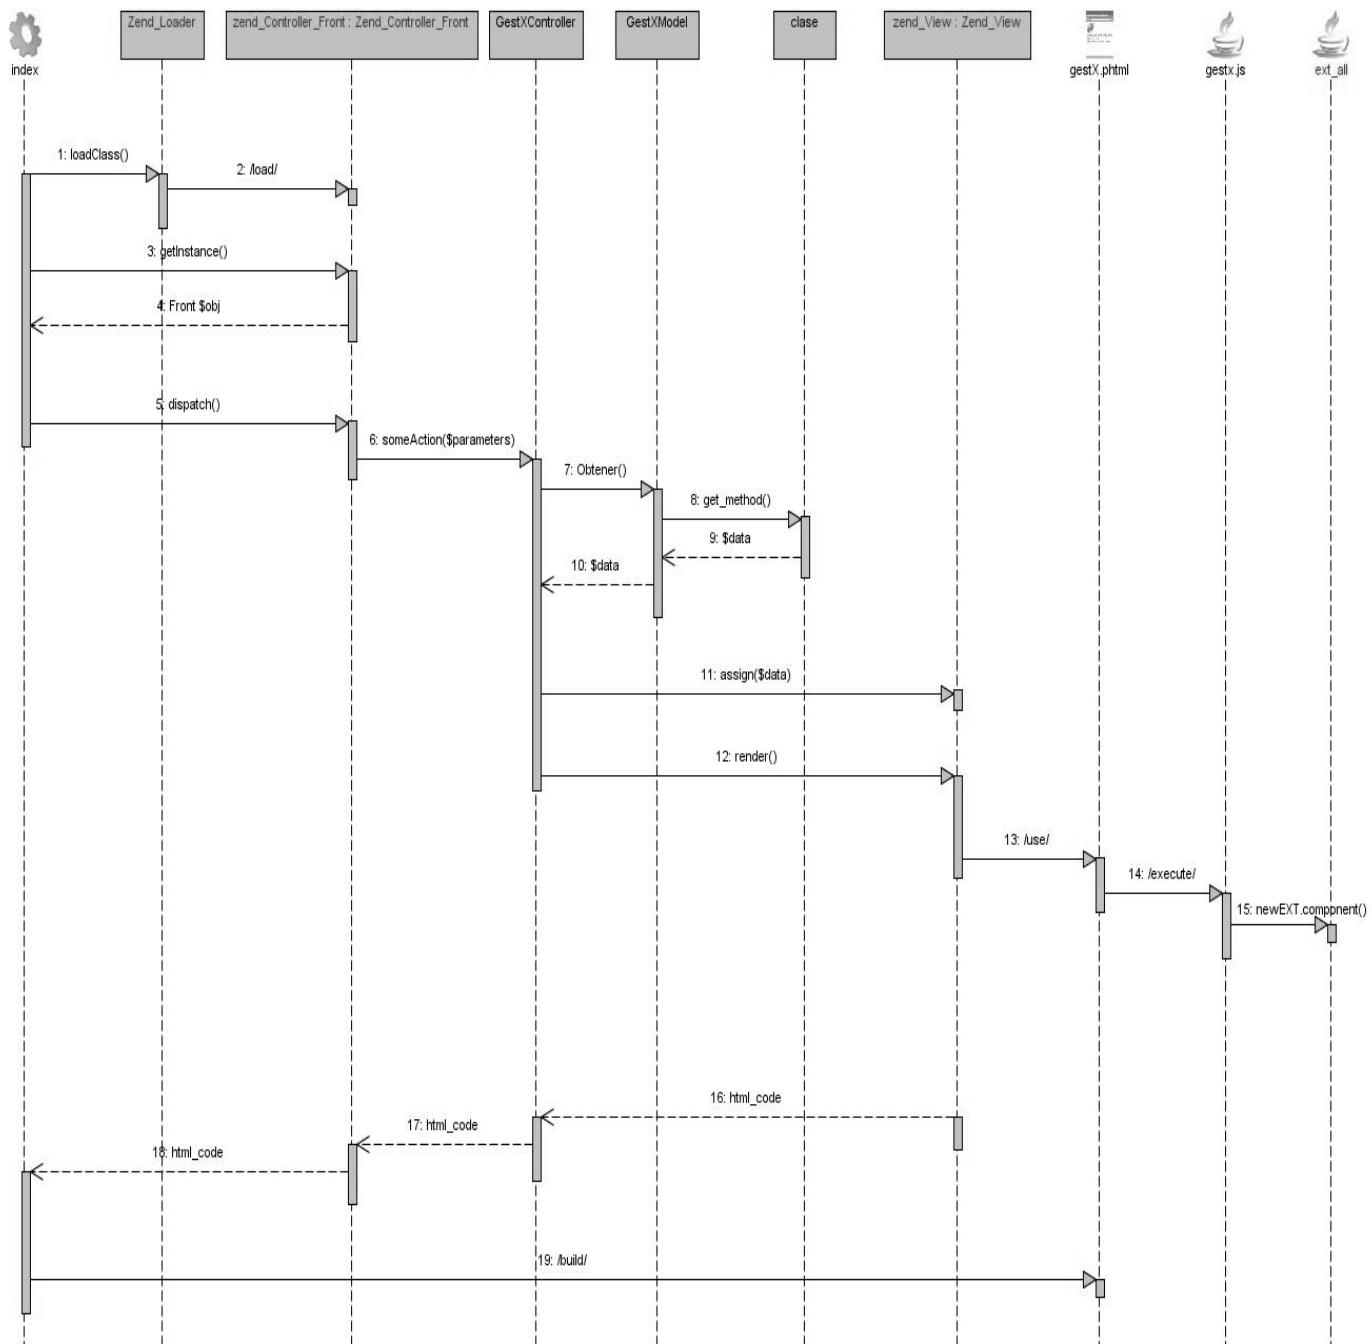 Zend_Loader
zend_Controller_Front : Zend_Controller_Front
GestXController
GestXModel
clase
zend_View : Zend_View
index
gestX.phtml
gestx.js
ext_all
1: loadClass()
2: /load/
3: getInstance()
4: Front $obj
5: dispatch()
6: someAction($parameters)
7: Obtener()
8: get_method()
9: $data
10: $data
11: assign($data)
12: render()
13: /use/
14: /execute/
15: newEXT.component()
16: html_code
17: html_code
18: html_code
19: /build/